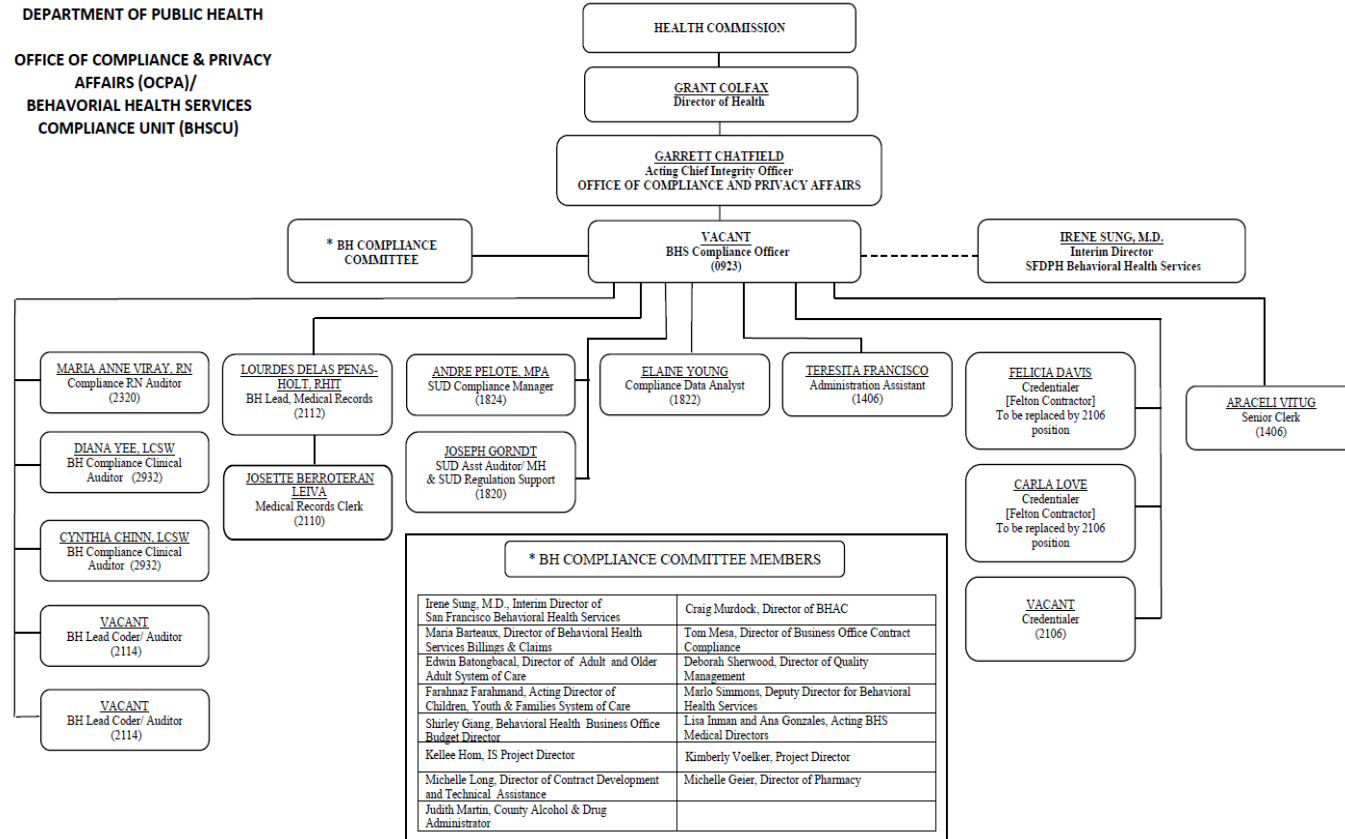 DEPARTMENT OF PUBLIC HEALTH
OFFICE OF COMPLIANCE & PRIVACY
AFFAIRS (OCPA)/
BEHAVORIAL HEALTH SERVICES
COMPLIANCE UNIT (BHSCU)
HEALTH COMMISSION
GRANT COLFAX
Director of Health
GARRETT CHATFIELD
Acting Chief Integrity Officer
OFFICE OF COMPLIANCE AND PRIVACY AFFAIRS
* BH COMPLIANCE
COMMITTEE
VACANT
BHS Compliance Officer
(0923)
IRENE SUNG, M.D.
Interim Director
SFDPH Behavioral Health Services
MARIA ANNE VIRAY, RN
Compliance RN Auditor
(2320)
DIANA YEE, LCSW
BH Compliance Clinical
Auditor (2932)
CYNTHIA CHINN, LCSW
BH Compliance Clinical
Auditor (2932)
VACANT
BH Lead Coder/ Auditor
(2114)
VACANT
BH Lead Coder/ Auditor
(2114)
LOURDES DELAS PENAS-
HOLT, RHIT
BH Lead, Medical Records
(2112)
JOSETTE BERROTERAN
LEIVA
Medical Records Clerk
(2110)
ANDRE PELOTE, MPA
SUD Compliance Manager
(1824)
JOSEPH GORNDT
SUD Asst Auditor/ MH
& SUD Regulation Support
(1820)
ELAINE YOUNG
Compliance Data Analyst
(1822)
TERESITA FRANCISCO
Administration Assistant
(1406)
FELICIA DAVIS
Credentialer
[Felton Contractor]
To be replaced by 2106
position
CARLA LOVE
Credentialer
[Felton Contractor]
To be replaced by 2106
position
VACANT
Credentialer
(2106)
ARACELI VITUG
Senior Clerk
(1406)
* BH COMPLIANCE COMMITTEE MEMBERS
Irene Sung, M.D., Interim Director of
San Francisco Behavioral Health Services
Craig Murdock, Director of BHAC
Maria Barteaux, Director of Behavioral Health
Services Billings & Claims
Tom Mesa, Director of Business Office Contract
Compliance
Edwin Batongbacal, Director of Adult and Older
Adult System of Care
Deborah Sherwood, Director of Quality
Management
Farahnaz Farahmand, Acting Director of
Children, Youth & Families System of Care
Marlo Simmons, Deputy Director for Behavioral
Health Services
Shirley Giang, Behavioral Health Business Office
Budget Director
Lisa Inman and Ana Gonzales, Acting BHS
Medical Directors
Kellee Hom, IS Project Director
Kimberly Voelker, Project Director
Michelle Long, Director of Contract Development
and Technical Assistance
Michelle Geier, Director of Pharmacy
Judith Martin, County Alcohol & Drug
Administrator